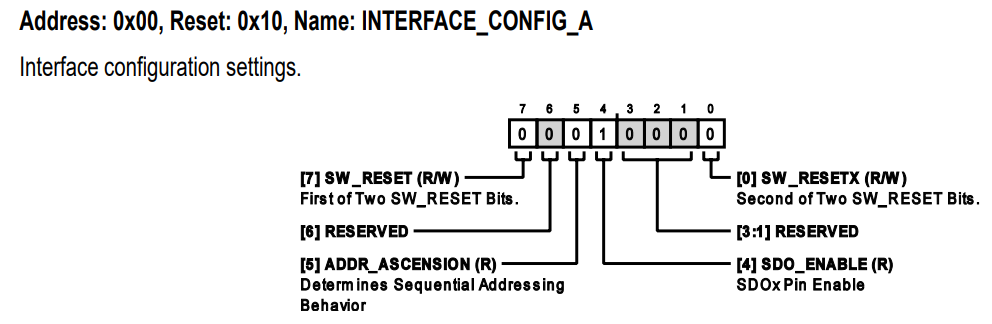 Address: 0x00, Reset: 0x10, Name: INTERFACE_CONFIG_A
Interface configuration settings.
7 6 5 4 3 2 1 0
0 0 0 1 0 0 0 0
[7] SW_RESET (R/W)
First of Two SW_RESET Bits.
[6] RESERVED
[5] ADDR_ASCENSION (R)
Determines Sequential Addressing
Behavior
[0] SW_RESETX (R/W)
Second of Two SW_RESET Bits.
[3:1] RESERVED
[4] SDO_ENABLE (R)
SDOx Pin Enable